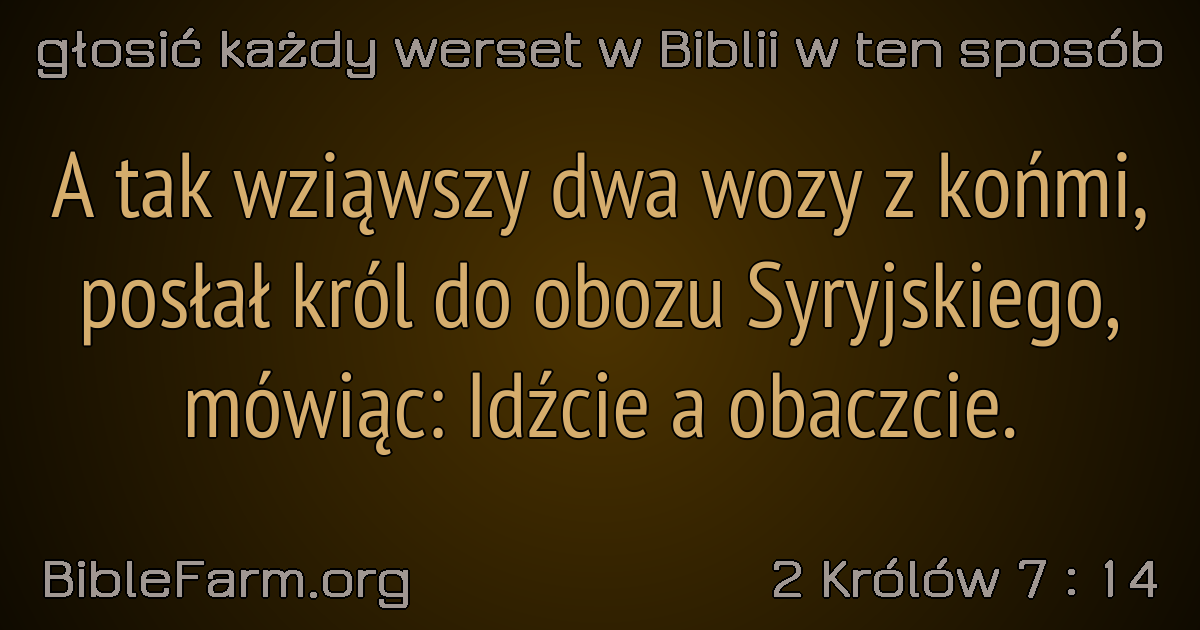 głosić każdy werset w Biblii w ten sposób
A tak wziąwszy dwa wozy z końmi,
posłał król do obozu Syryjskiego,
mówiąc: Idźcie a obaczcie.
BibleFarm.org
2 Królów 7 : 14